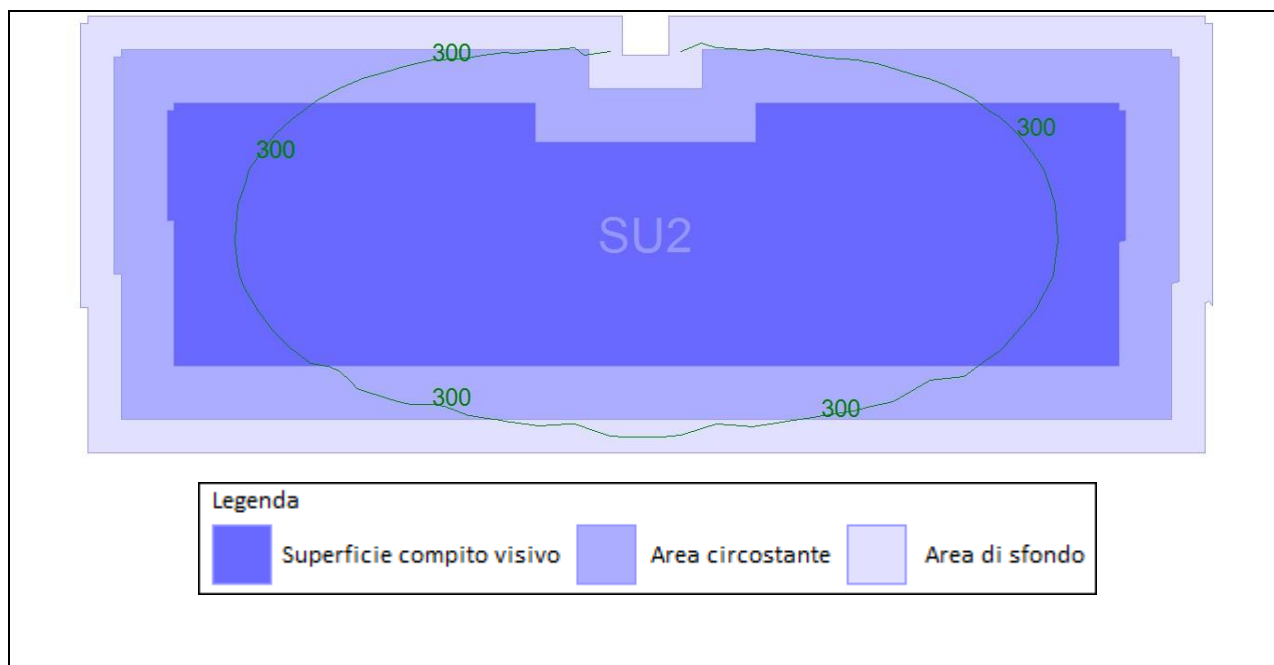 300
300
300
SU2
300
300
Legenda
Superficie compito visivo
Area circostante
Area di sfondo